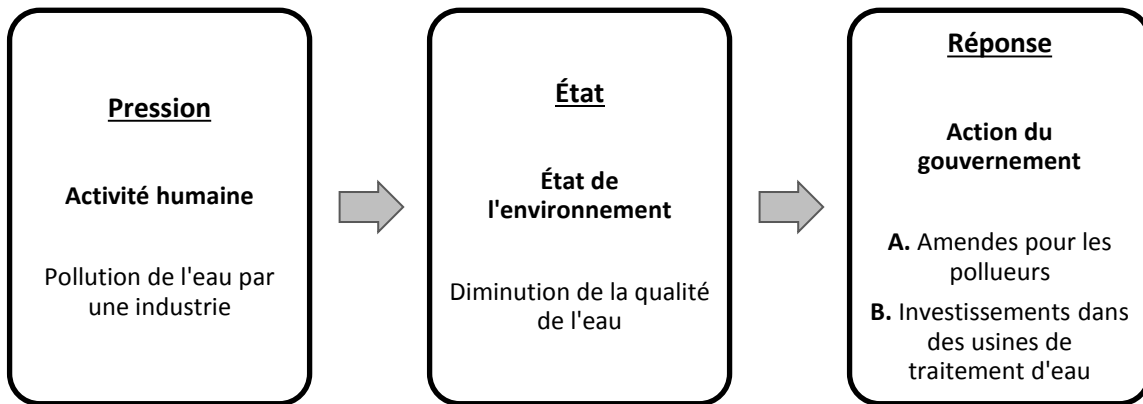 Pression
Activité humaine
Pollution de l'eau par
une industrie
État
État de
l'environnement
Diminution de la qualité
de l'eau
Réponse
Action du
gouvernement
A. Amendes pour les
pollueurs
B. Investissements dans
des usines de
traitement d'eau